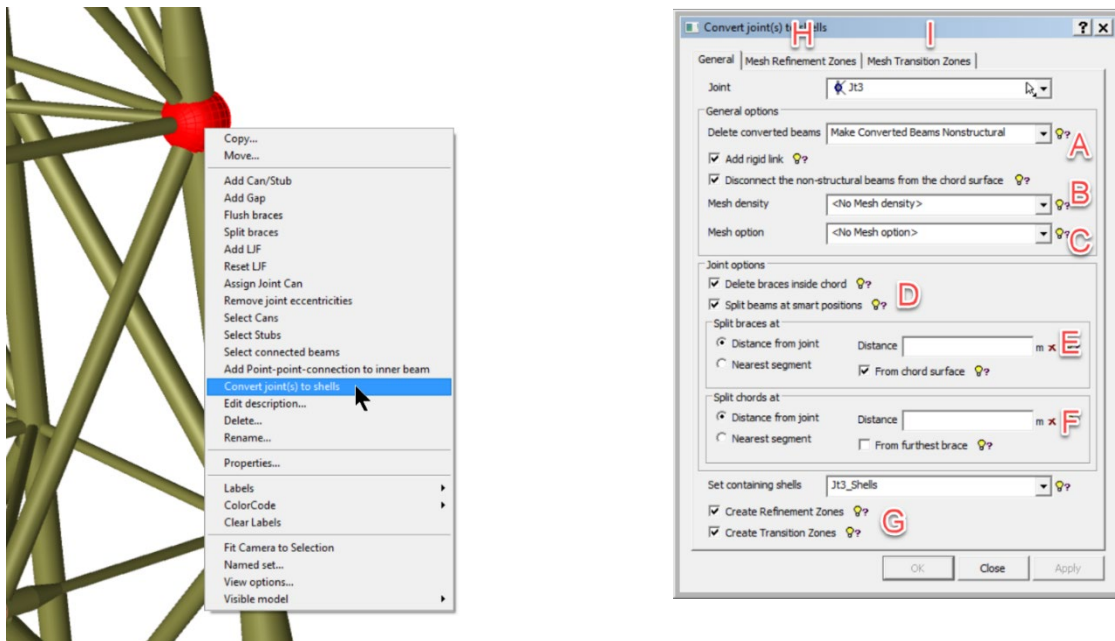 Copy...
Move...
Add Can/Stub
Add Gap
Flush braces
Split braces
Add LJF
Reset LJF
Assign Joint Can
Remove joint eccentricities
Select Cans
Select Stubs
Select connected beams
Add Point-point-connection to inner beam
Convert joint(s) to shells
Edit description...
Delete...
Rename...
Properties...
Labels
ColorCode
Clear Labels
Fit Camera to Selection
Named set...
View options...
Visible model
Convert joint(s) to shells
H I
General Mesh Refinement Zones Mesh Transition Zones
Joint Jt3
General options
Delete converted beams Make Converted Beams Nonstructural
A
Add rigid link
Disconnect the non-structural beams from the chord surface
B
Mesh density <No Mesh density>
Mesh option <No Mesh option>
C
Joint options
Delete braces inside chord
D
Split beams at smart positions
Split braces at
Distance from joint Distance m E
Nearest segment From chord surface
Split chords at
Distance from joint Distance m F
Nearest segment From furthest brace
Set containing shells Jt3_Shells
Create Refinement Zones
G
Create Transition Zones
OK Close Apply